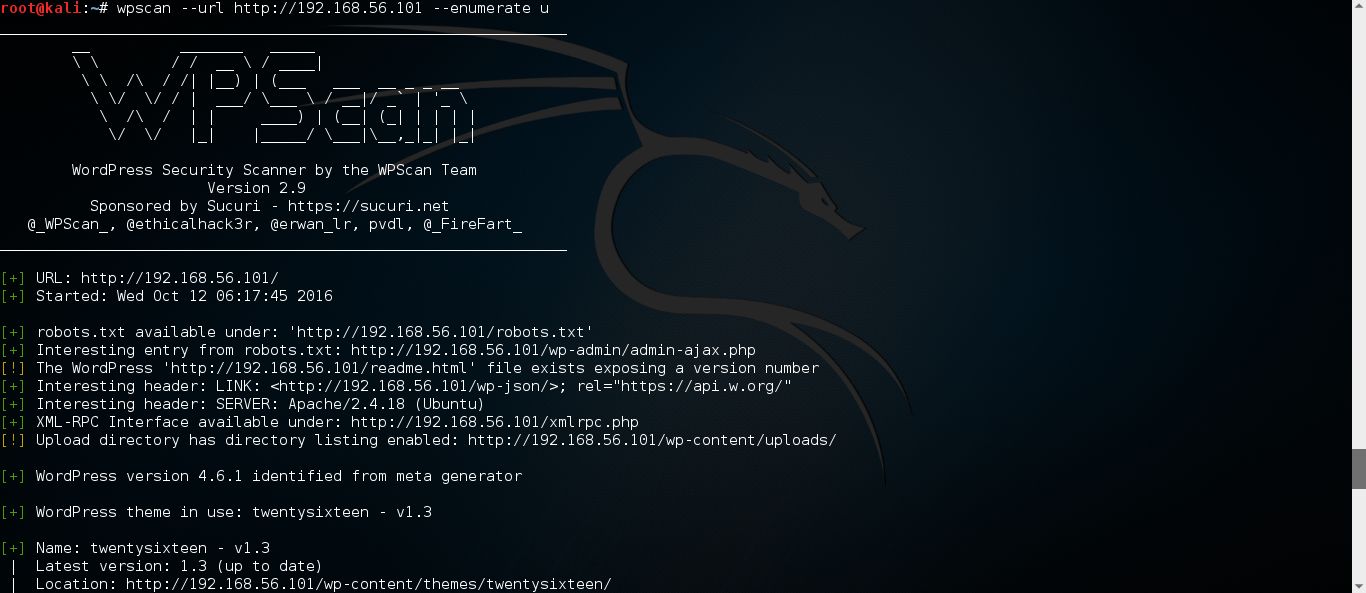 root@kali:~# wpscan --url http://192.168.56.101 --enumerate u
_______________________________________________________________
        __          _______   _____
        \ \        / /  __ \ / ____|
         \ \  /\  / /| |__) | (___   ___  __ _ _ __
          \ \/  \/ / |  ___/ \___ \ / __|/ _` | '_ \
           \  /\  /  | |     ____) | (__| (_| | | | |
            \/  \/   |_|    |_____/ \___|\__,_|_| |_|
        WordPress Security Scanner by the WPScan Team
                       Version 2.9
          Sponsored by Sucuri - https://sucuri.net
   @_WPScan_, @ethicalhack3r, @erwan_lr, pvdl, @_FireFart_
_______________________________________________________________
[+] URL: http://192.168.56.101/
[+] Started: Wed Oct 12 06:17:45 2016
[+] robots.txt available under: 'http://192.168.56.101/robots.txt'
[+] Interesting entry from robots.txt: http://192.168.56.101/wp-admin/admin-ajax.php
[!] The WordPress 'http://192.168.56.101/readme.html' file exists exposing a version number
[+] Interesting header: LINK: <http://192.168.56.101/wp-json/>; rel="https://api.w.org/"
[+] Interesting header: SERVER: Apache/2.4.18 (Ubuntu)
[+] XML-RPC Interface available under: http://192.168.56.101/xmlrpc.php
[!] Upload directory has directory listing enabled: http://192.168.56.101/wp-content/uploads/
[+] WordPress version 4.6.1 identified from meta generator
[+] WordPress theme in use: twentysixteen - v1.3
[+] Name: twentysixteen - v1.3
 |  Latest version: 1.3 (up to date)
 |  Location: http://192.168.56.101/wp-content/themes/twentysixteen/